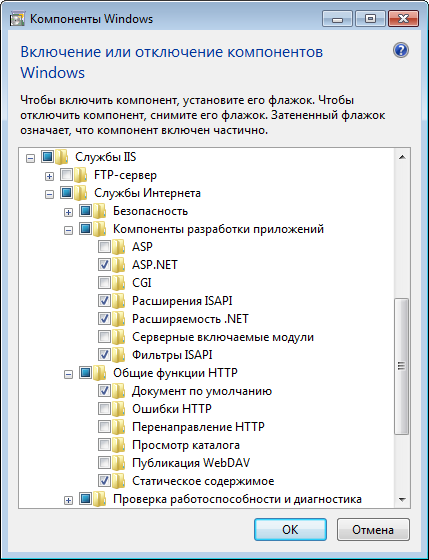 Компоненты Windows
Включение или отключение компонентов
Windows
Чтобы включить компонент, установите его флажок. Чтобы
отключить компонент, снимите его флажок. Затененный флажок
означает, что компонент включен частично.
Службы IIS
FTP-сервер
Службы Интернета
Безопасность
Компоненты разработки приложений
ASP
ASP.NET
CGI
Расширения ISAPI
Расширяемость .NET
Серверные включаемые модули
Фильтры ISAPI
Общие функции HTTP
Документ по умолчанию
Ошибки HTTP
Перенаправление HTTP
Просмотр каталога
Публикация WebDAV
Статическое содержимое
Проверка работоспособности и диагностика
ОК
Отмена